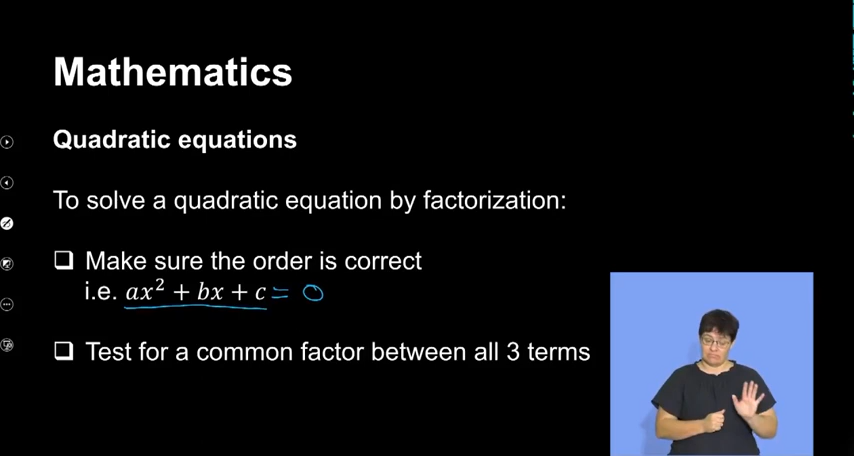 Mathematics
Quadratic equations
To solve a quadratic equation by factorization:
❑ Make sure the order is correct
i.e. 𝑎𝑥² + 𝑏𝑥 + 𝑐 = 0
❑ Test for a common factor between all 3 terms